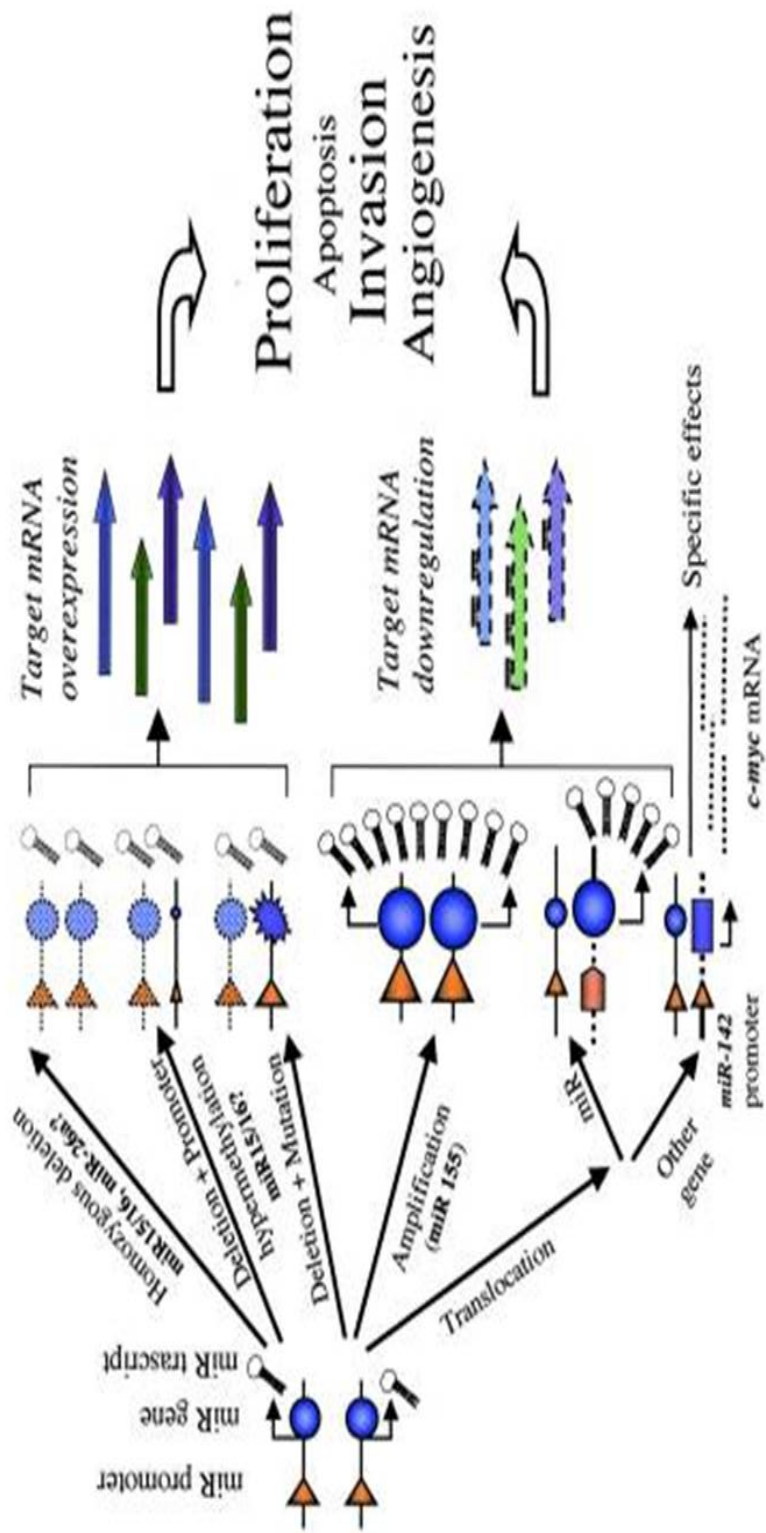 miR promoter
miR gene
miR trascript
Homozygous deletion
miR15/16, miR-26a?
Deletion + Promoter
hypermethylation
miR15/16?
Deletion + Mutation
Amplification
(miR 155)
Translocation
miR
Other
gene
miR-142
promoter
c-myc mRNA
Specific effects
Target mRNA
overexpression
Target mRNA
downregulation
Proliferation
Apoptosis
Invasion
Angiogenesis